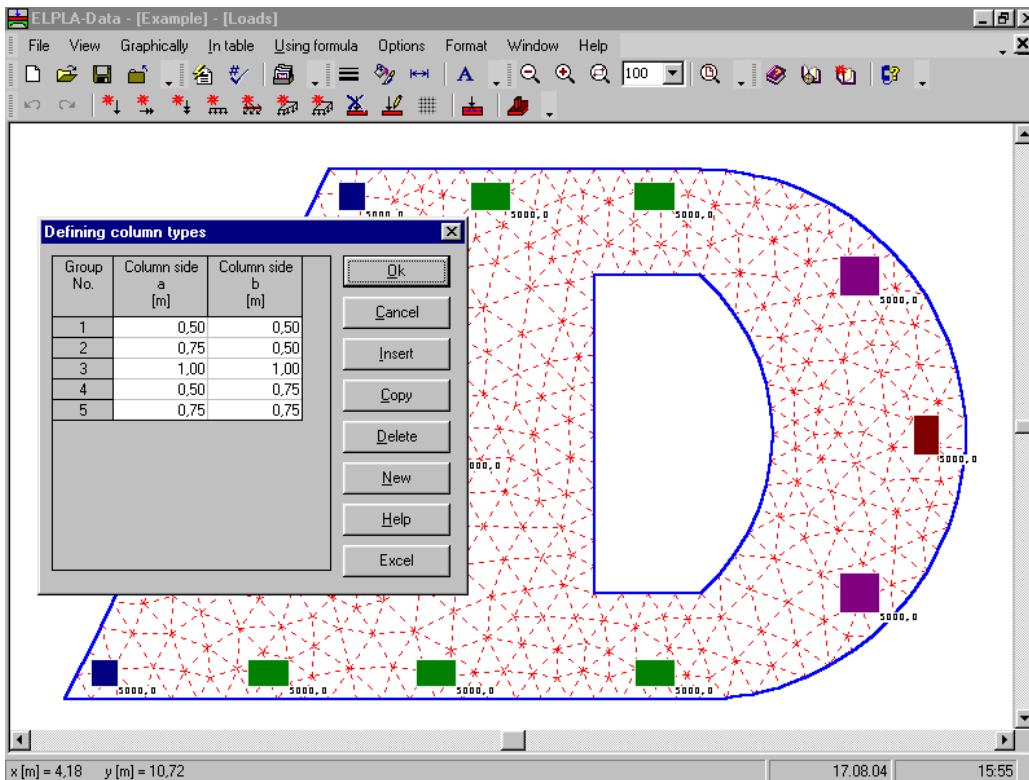 ELPLA-Data - [Example] - [Loads]
File View Graphically In table Using formula Options Format Window Help
A 100
5000,0 5000,0 5000,0
Defining column types
Group No. Column side a [m] Column side b [m]
1 0,50 0,50
2 0,75 0,50
3 1,00 1,00
4 0,50 0,75
5 0,75 0,75
Ok
Cancel
Insert
Copy
Delete
New
Help
Excel
5000,0
5000,0
000,0
5000,0
5000,0 5000,0 5000,0 5000,0
x [m] = 4,18 y [m] = 10,72 17.08.04 15:55